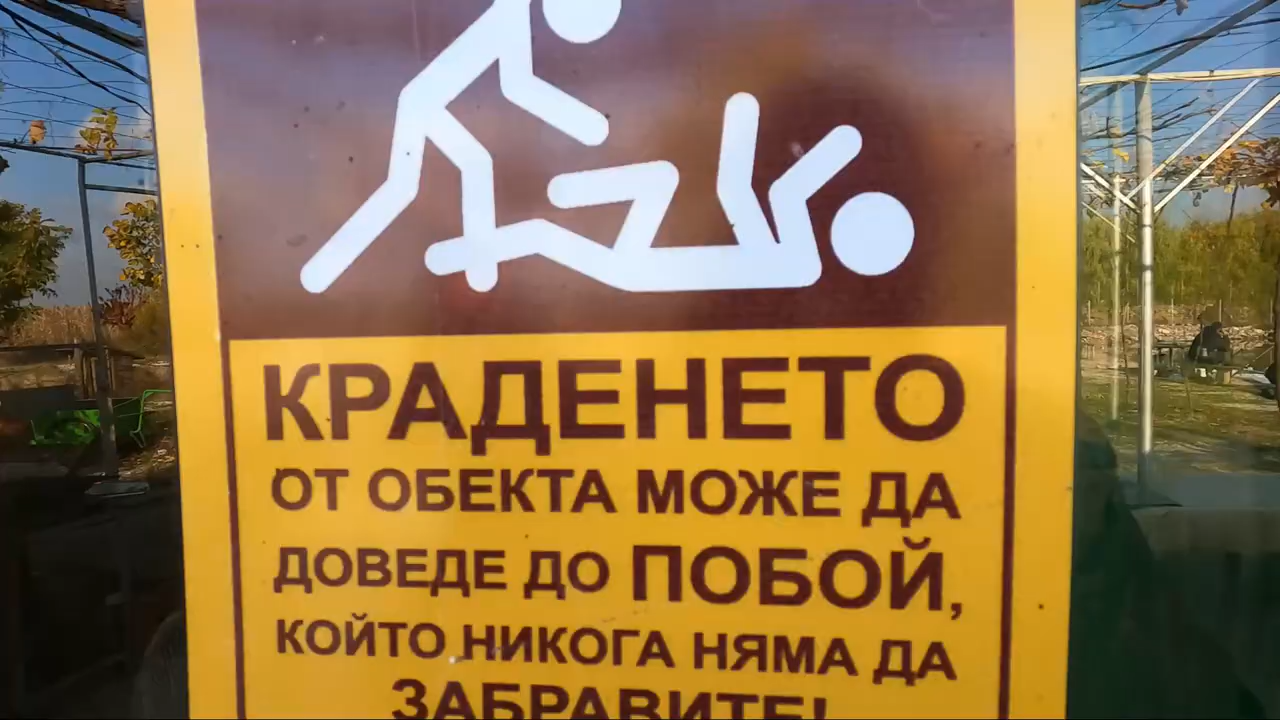 КРАДЕНЕТО
ОТ ОБЕКТА МОЖЕ ДА
ДОВЕДЕ ДО ПОБОЙ,
КОЙТО НИКОГА НЯМА ДА
ЗАБРАВИТЕ!